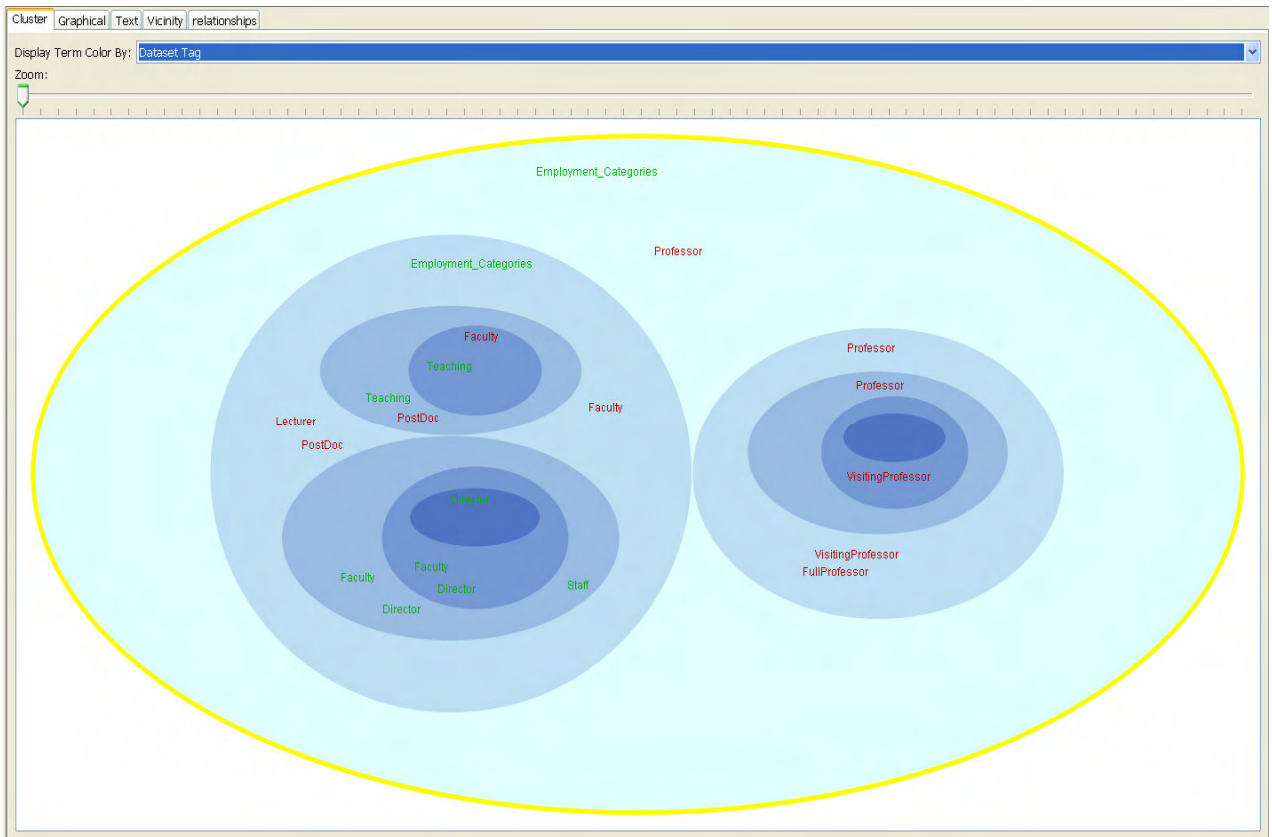 Cluster Graphical Text Vicinity relationships
Display Term Color By: Dataset Tag
Zoom:
Employment_Categories
Professor
Employment_Categories
Faculty
Teaching
Teaching
PostDoc
Faculty
Lecturer
PostDoc
Director
Faculty
Faculty
Director
Staff
Director
Professor
Professor
VisitingProfessor
VisitingProfessor
FullProfessor